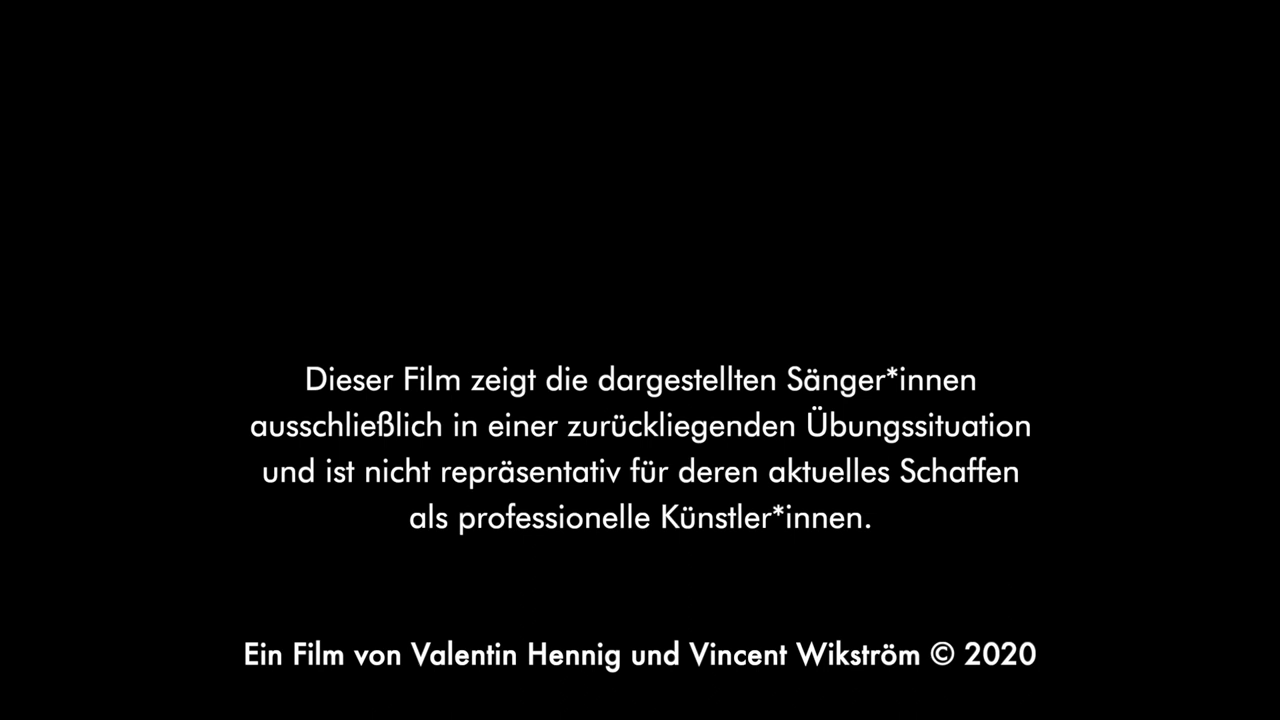 Dieser Film zeigt die dargestellten Sänger*innen
ausschließlich in einer zurückliegenden Übungssituation
und ist nicht repräsentativ für deren aktuelles Schaffen
als professionelle Künstler*innen.
Ein Film von Valentin Hennig und Vincent Wikström © 2020